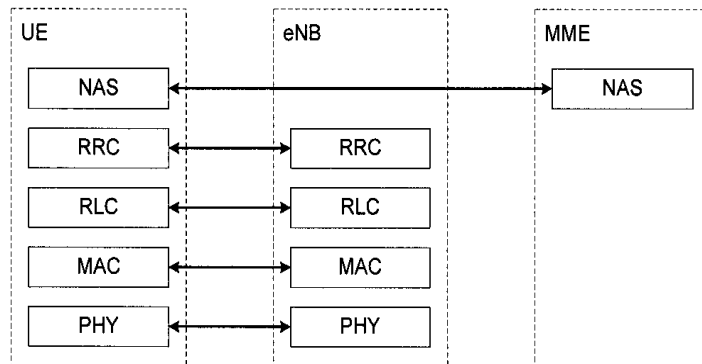 UE eNB MME
NAS NAS
RRC RRC
RLC RLC
MAC MAC
PHY PHY